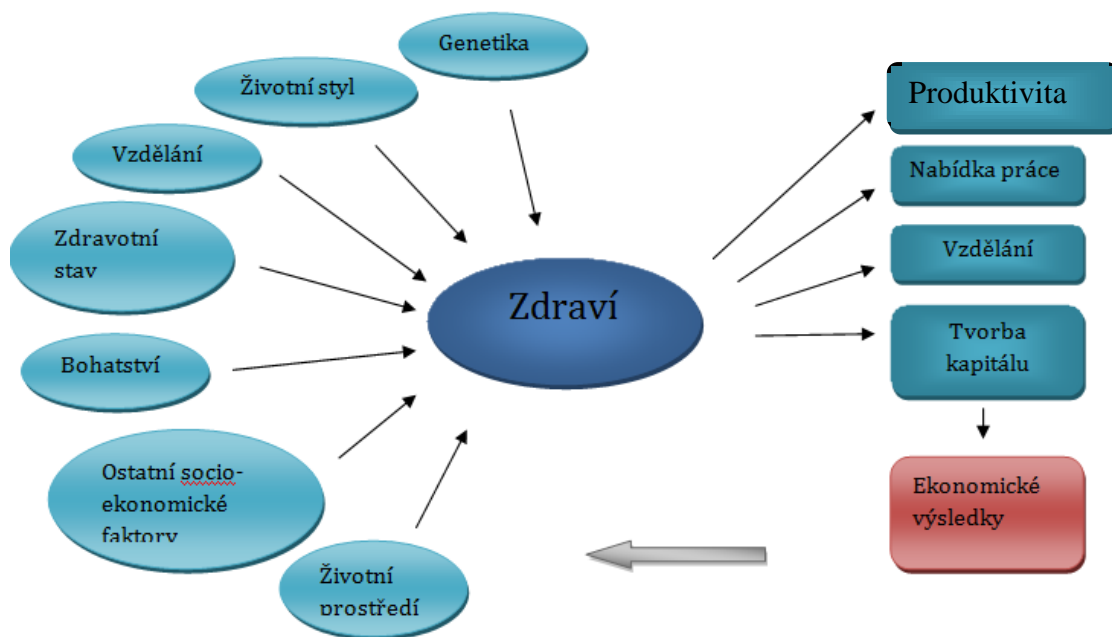 Genetika
Životní styl
Vzdělání
Zdravotní
stav
Bohatství
Ostatní socio-
ekonomické
faktory
Životní
prostředí
Zdraví
Produktivita
Nabídka práce
Vzdělání
Tvorba
kapitálu
Ekonomické
výsledky